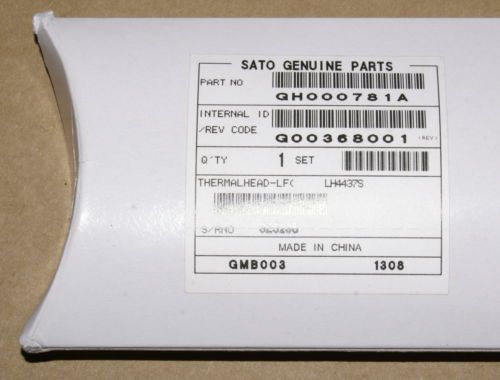 SATO GENUINE PARTS
PART NO
GH000781A
INTERNAL ID
/REV CODE G00368001 (REV)
Q'TY 1 SET
THERMALHEAD-LF( LH4437S
S/RNO
MADE IN CHINA
GMB003 1308